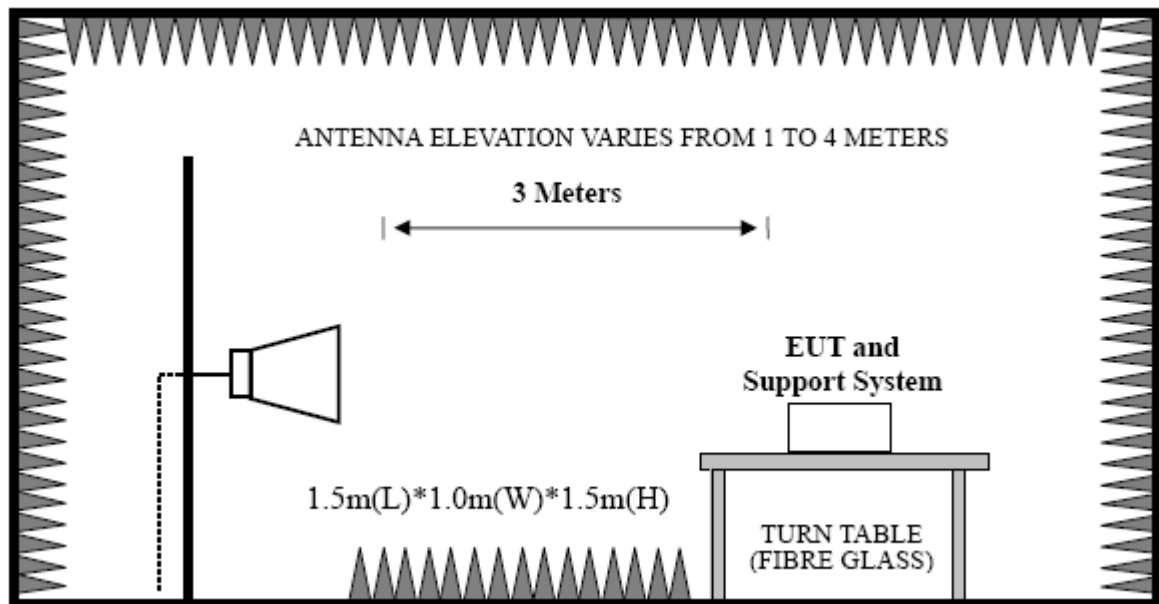 ANTENNA ELEVATION VARIES FROM 1 TO 4 METERS
3 Meters
EUT and
Support System
1.5m(L)*1.0m(W)*1.5m(H)
TURN TABLE
(FIBRE GLASS)